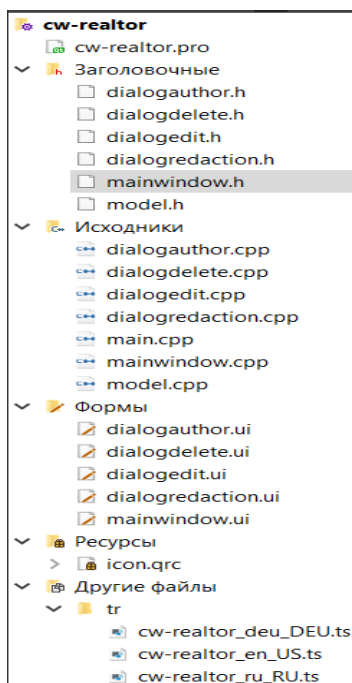 cw-realtor
cw-realtor.pro
Заголовочные
dialogauthor.h
dialogdelete.h
dialogedit.h
dialogredaction.h
mainwindow.h
model.h
Исходники
dialogauthor.cpp
dialogdelete.cpp
dialogedit.cpp
dialogredaction.cpp
main.cpp
mainwindow.cpp
model.cpp
Формы
dialogauthor.ui
dialogdelete.ui
dialogedit.ui
dialogredaction.ui
mainwindow.ui
Ресурсы
icon.qrc
Другие файлы
tr
cw-realtor_deu_DEU.ts
cw-realtor_en_US.ts
cw-realtor_ru_RU.ts